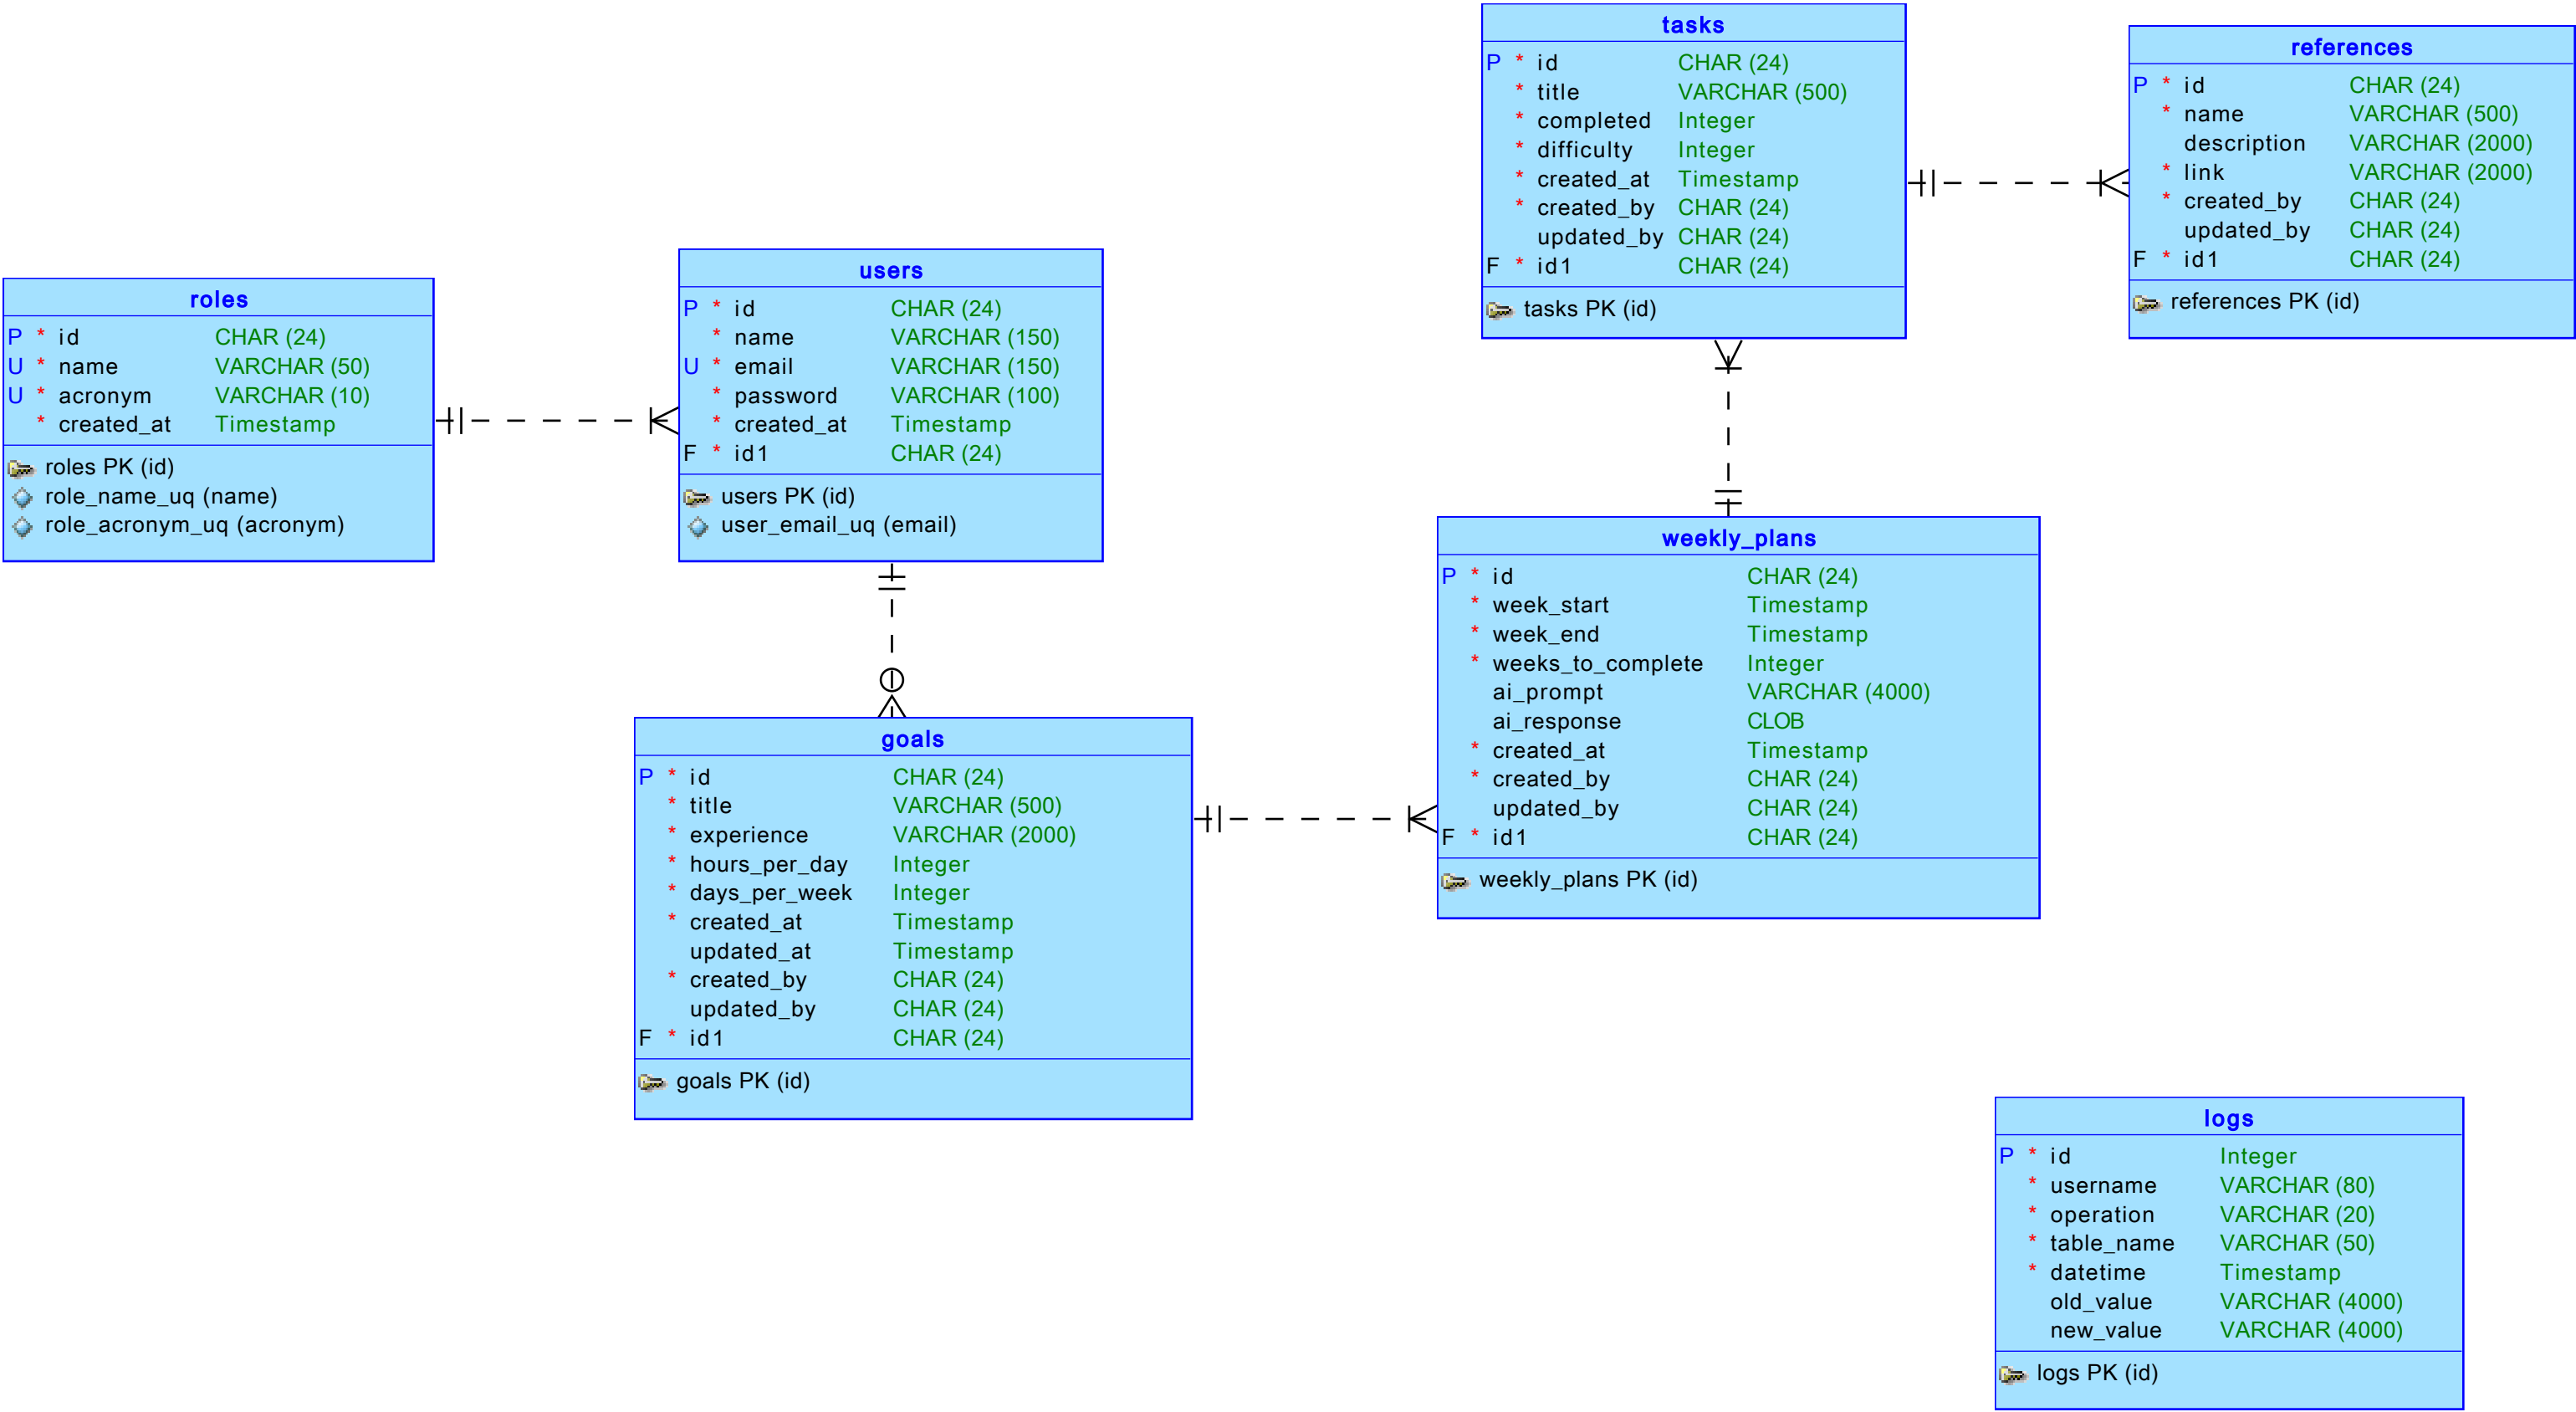 roles
P * id CHAR (24)
U * name VARCHAR (50)
U * acronym VARCHAR (10)
* created_at Timestamp
roles PK (id)
role_name_uq (name)
role_acronym_uq (acronym)
users
P * id CHAR (24)
* name VARCHAR (150)
U * email VARCHAR (150)
* password VARCHAR (100)
* created_at Timestamp
F * id1 CHAR (24)
users PK (id)
user_email_uq (email)
goals
P * id CHAR (24)
* title VARCHAR (500)
* experience VARCHAR (2000)
* hours_per_day Integer
* days_per_week Integer
* created_at Timestamp
updated_at Timestamp
* created_by CHAR (24)
updated_by CHAR (24)
F * id1 CHAR (24)
goals PK (id)
tasks
P * id CHAR (24)
* title VARCHAR (500)
* completed Integer
* difficulty Integer
* created_at Timestamp
* created_by CHAR (24)
updated_by CHAR (24)
F * id1 CHAR (24)
tasks PK (id)
references
P * id CHAR (24)
* name VARCHAR (500)
description VARCHAR (2000)
* link VARCHAR (2000)
* created_by CHAR (24)
updated_by CHAR (24)
F * id1 CHAR (24)
references PK (id)
weekly_plans
P * id CHAR (24)
* week_start Timestamp
* week_end Timestamp
* weeks_to_complete Integer
ai_prompt VARCHAR (4000)
ai_response CLOB
* created_at Timestamp
* created_by CHAR (24)
updated_by CHAR (24)
F * id1 CHAR (24)
weekly_plans PK (id)
logs
P * id Integer
* username VARCHAR (80)
* operation VARCHAR (20)
* table_name VARCHAR (50)
* datetime Timestamp
old_value VARCHAR (4000)
new_value VARCHAR (4000)
logs PK (id)